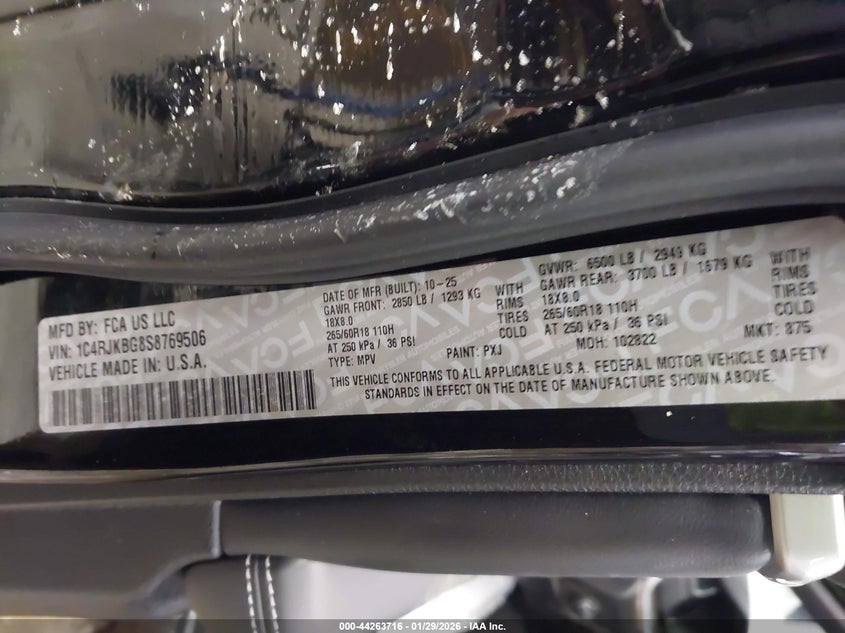 MFD BY: FCA US LLC
VIN: 1C4RJKBG8S8769506
VEHICLE MADE IN: U.S.A.
DATE OF MFR (BUILT): 10-25
GAWR FRONT: 2850 LB / 1293 KG WITH
18X8.0 RIMS
265/60R18 110H TIRES
AT 250 kPa / 36 PSI COLD
TYPE: MPV PAINT: PXJ
GVWR: 6500 LB / 2949 KG
GAWR REAR: 3700 LB / 1679 KG WITH
18X8.0 RIMS
265/60R18 110H TIRES
AT 250 kPa / 36 PSI COLD
MDH: 102822 MKT: 875
THIS VEHICLE CONFORMS TO ALL APPLICABLE U.S.A. FEDERAL MOTOR VEHICLE SAFETY
STANDARDS IN EFFECT ON THE DATE OF MANUFACTURE SHOWN ABOVE.
000-44263716 - 01/29/2026 - IAA Inc.